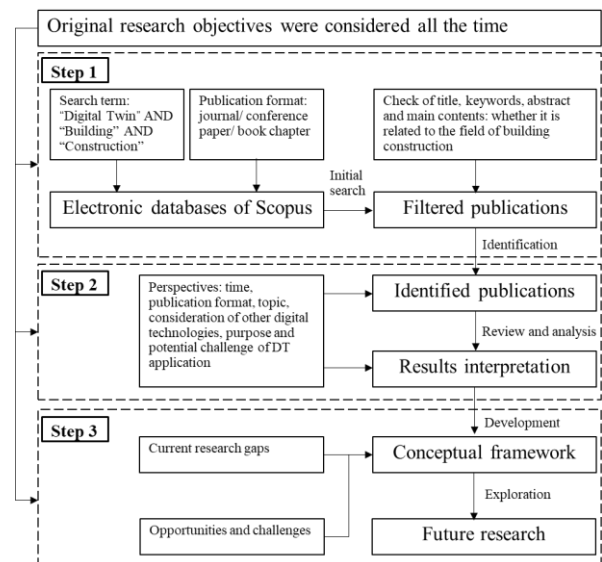 Original research objectives were considered all the time
Step 1
Search term:
"Digital Twin" AND
“Building” AND
“Construction”
Publication format:
journal/ conference
paper/ book chapter
Check of title, keywords, abstract
and main contents: whether it is
related to the field of building
construction
Initial
search
Electronic databases of Scopus
Filtered publications
Identification
Step 2
Perspectives: time,
publication format, topic,
consideration of other digital
technologies, purpose and
potential challenge of DT
application
Identified publications
Review and analysis
Results interpretation
Development
Step 3
Current research gaps
Conceptual framework
Exploration
Opportunities and challenges
Future research